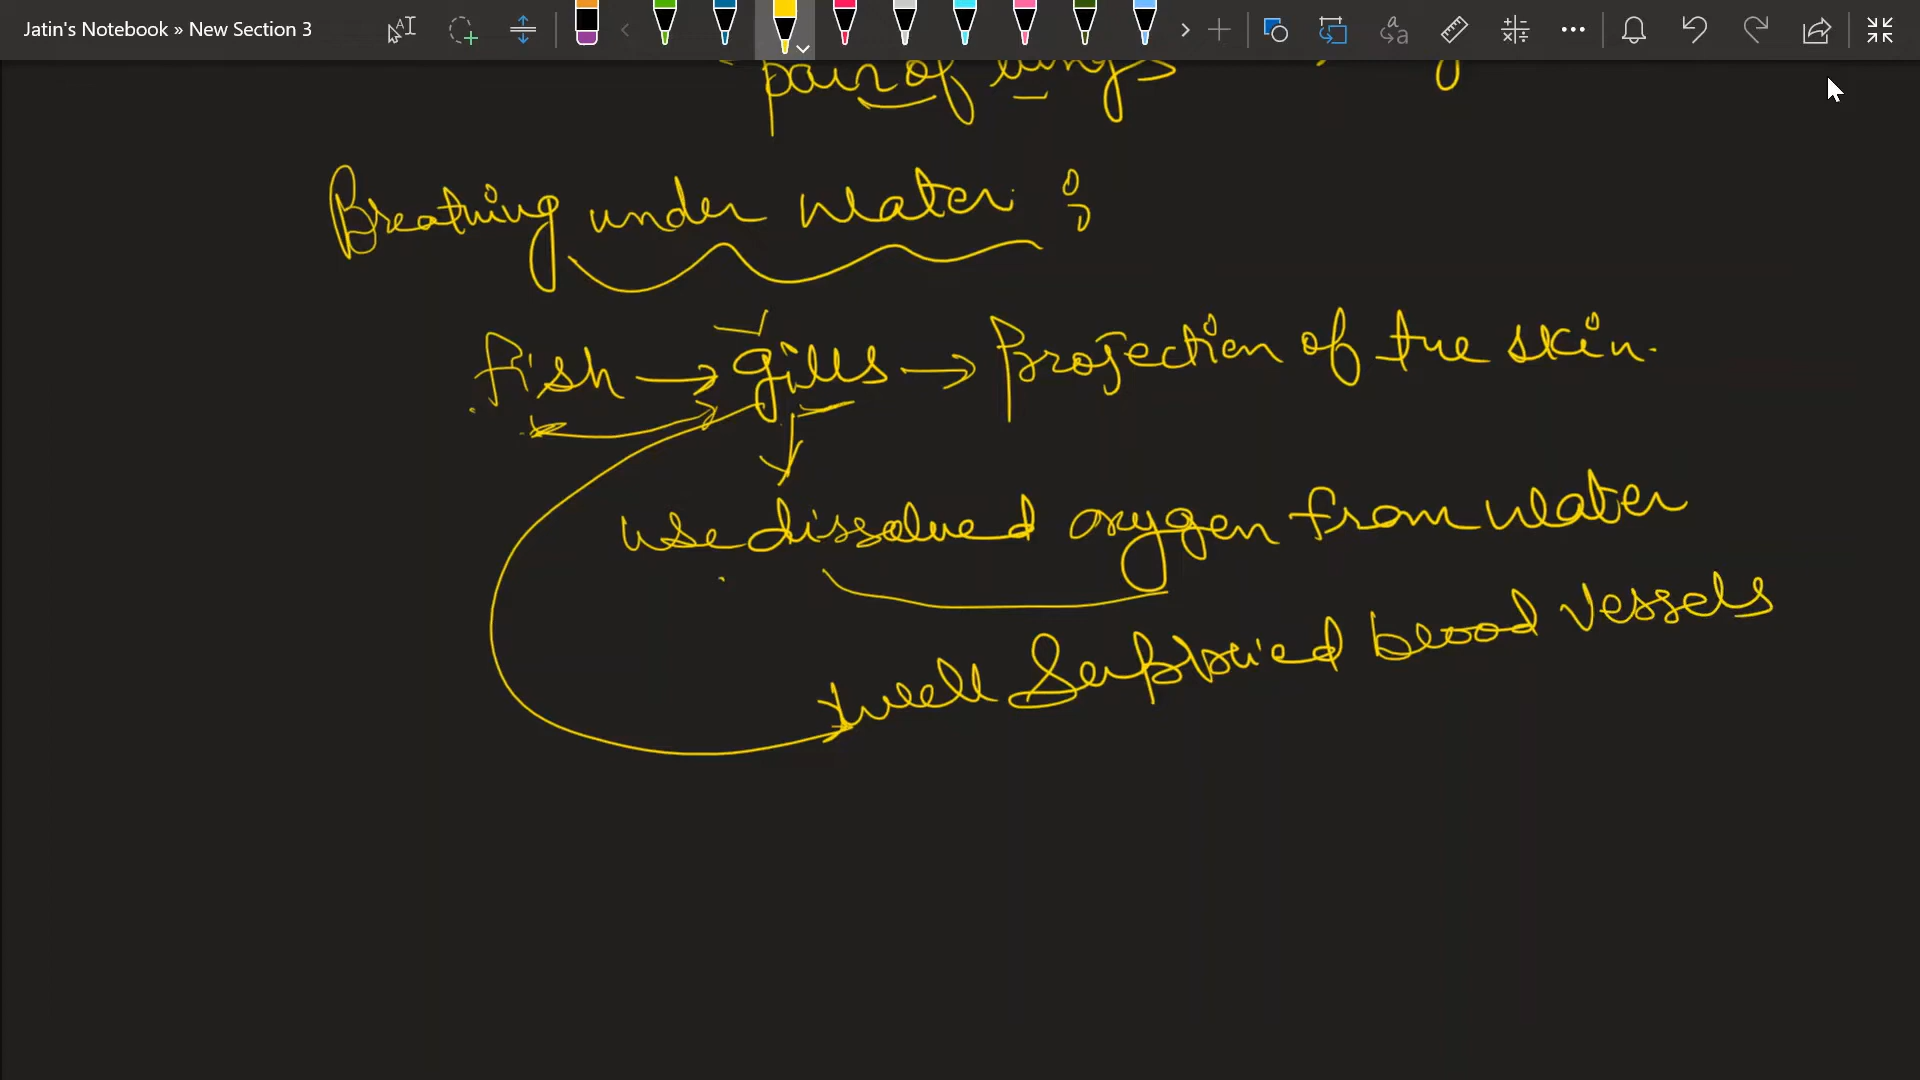 Jatin's Notebook » New Section 3
pair of lungs
Breathing under water :
fish → gills → Projection of the skin.
use dissolved oxygen from water
well Supplied blood vessels